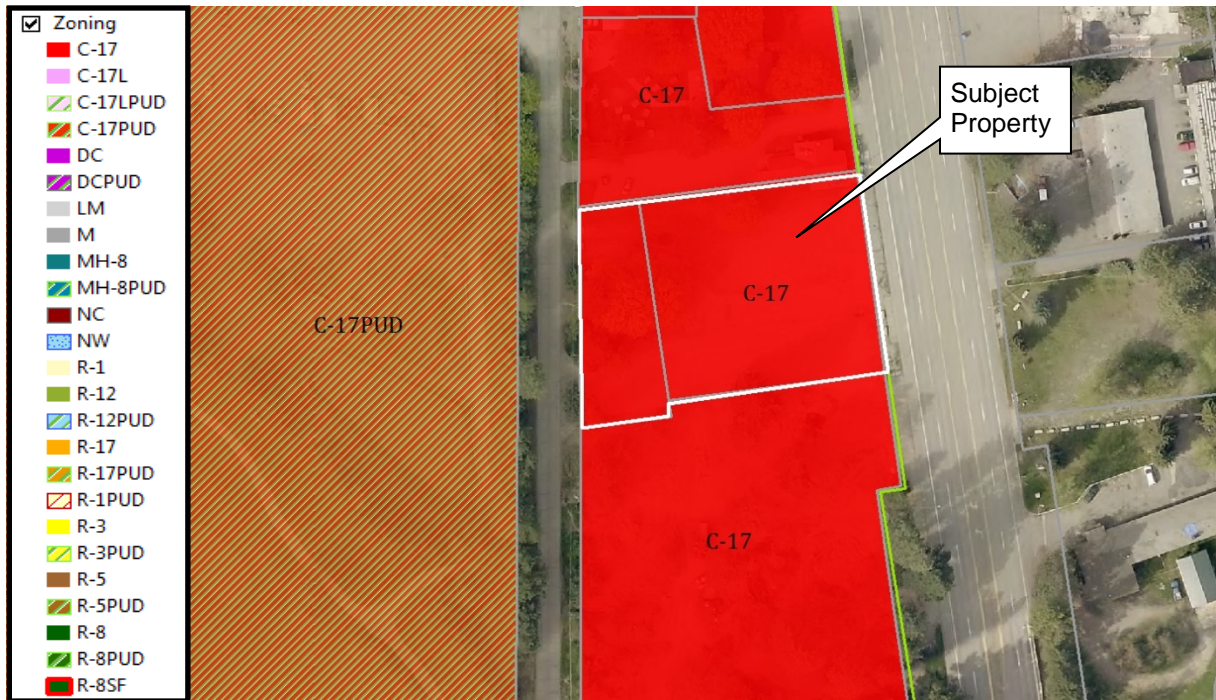 Zoning
C-17
C-17L
C-17LPUD
C-17PUD
DC
DCPUD
LM
M
MH-8
MH-8PUD
NC
NW
R-1
R-12
R-12PUD
R-17
R-17PUD
R-1PUD
R-3
R-3PUD
R-5
R-5PUD
R-8
R-8PUD
R-8SF
C-17PUD
C-17
Subject
Property
C-17
C-17